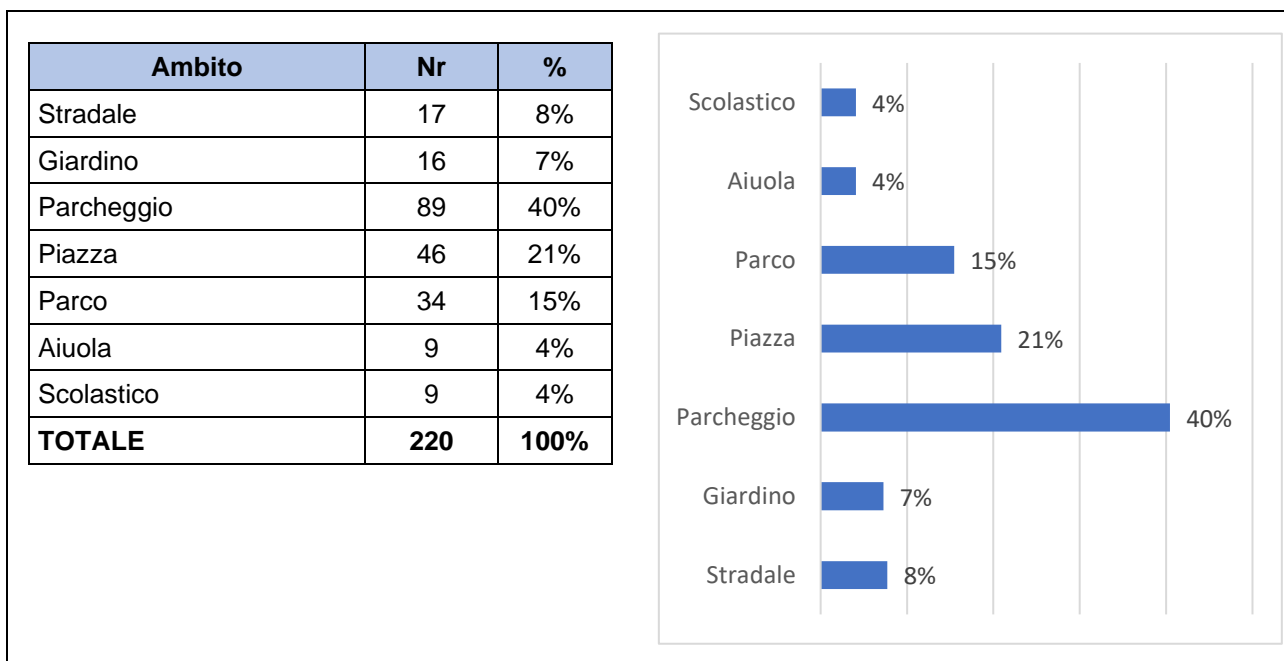 Ambito Nr %
Stradale 17 8%
Giardino 16 7%
Parcheggio 89 40%
Piazza 46 21%
Parco 34 15%
Aiuola 9 4%
Scolastico 9 4%
TOTALE 220 100%
Scolastico 4%
Aiuola 4%
Parco 15%
Piazza 21%
Parcheggio 40%
Giardino 7%
Stradale 8%